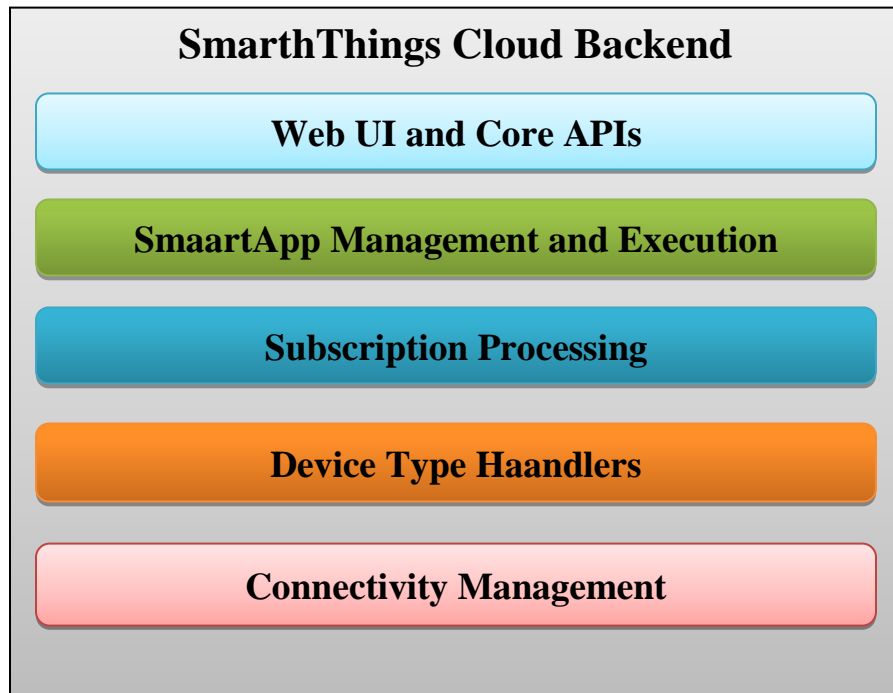 SmarthThings Cloud Backend
Web UI and Core APIs
SmaartApp Management and Execution
Subscription Processing
Device Type Haandlers
Connectivity Management